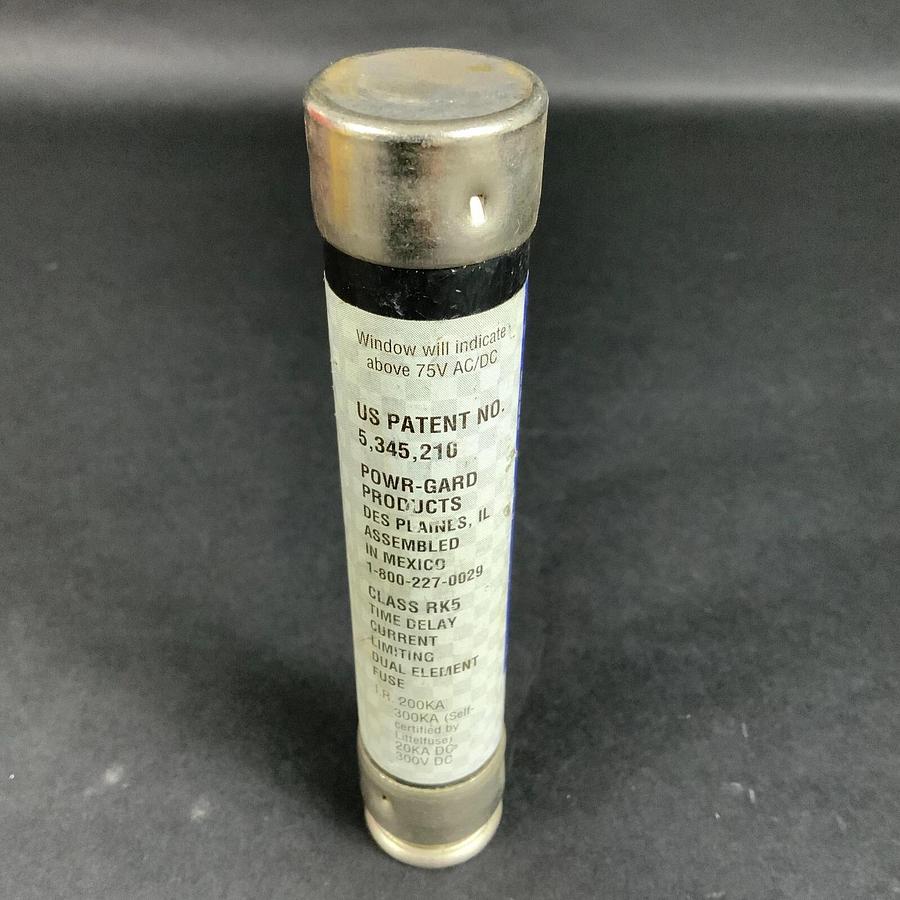 Window will indicate
above 75V AC/DC
US PATENT NO.
5,345,210
POWR-GARD
PRODUCTS
DES PLAINES, IL
ASSEMBLED
IN MEXICO
1-800-227-0029
CLASS RK5
TIME DELAY
CURRENT
LIMITING
DUAL ELEMENT
FUSE
I.R. 200KA
300KA (Self-
certified by
Littelfuse)
20KA DC
300V DC